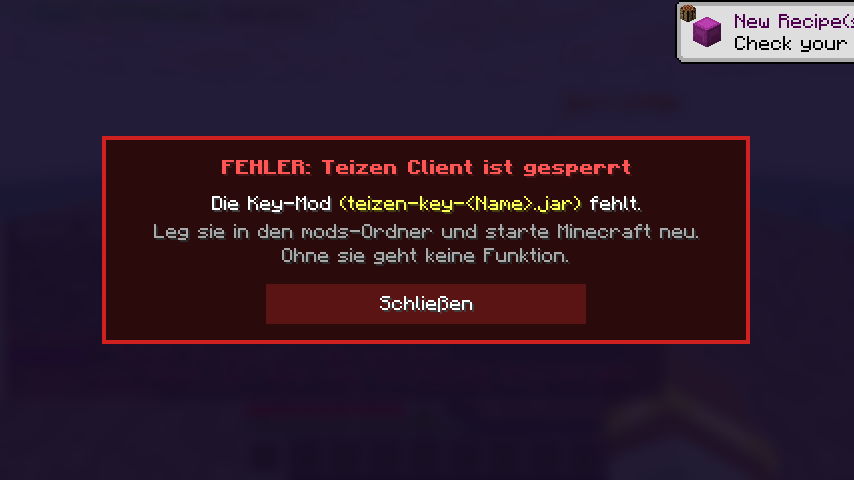 New Recipe(s
Check your
FEHLER: Teizen Client ist gesperrt
Die Key-Mod (teizen-key-<Name>.jar) fehlt.
Leg sie in den mods-Ordner und starte Minecraft neu.
Ohne sie geht keine Funktion.
Schließen